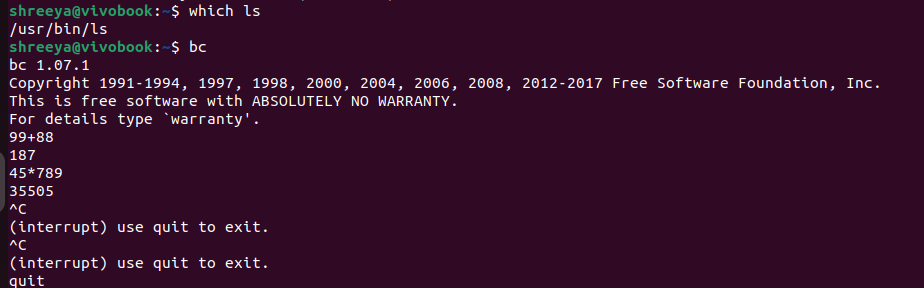 shreeya@vivobook:~$ which ls
/usr/bin/ls
shreeya@vivobook:~$ bc
bc 1.07.1
Copyright 1991-1994, 1997, 1998, 2000, 2004, 2006, 2008, 2012-2017 Free Software Foundation, Inc.
This is free software with ABSOLUTELY NO WARRANTY.
For details type `warranty'.
99+88
187
45*789
35505
^C
(interrupt) use quit to exit.
^C
(interrupt) use quit to exit.
quit